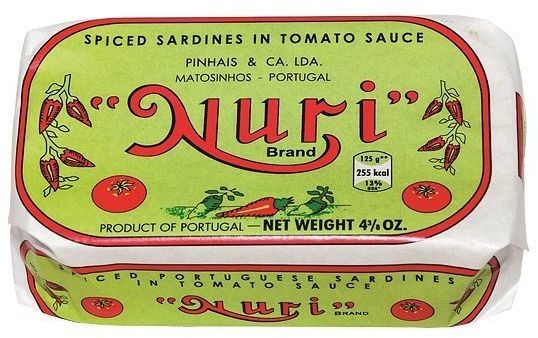 SPICED SARDINES IN TOMATO SAUCE
PINHAIS & CA. LDA.
MATOSINHOS - PORTUGAL
"Nuri"
Brand
125 g**
255 kcal
13%
PRODUCT OF PORTUGAL — NET WEIGHT 4⅜ OZ.
ICED PORTUGUESE SARDINES
IN TOMATO SAUCE
"Nuri" BRAND